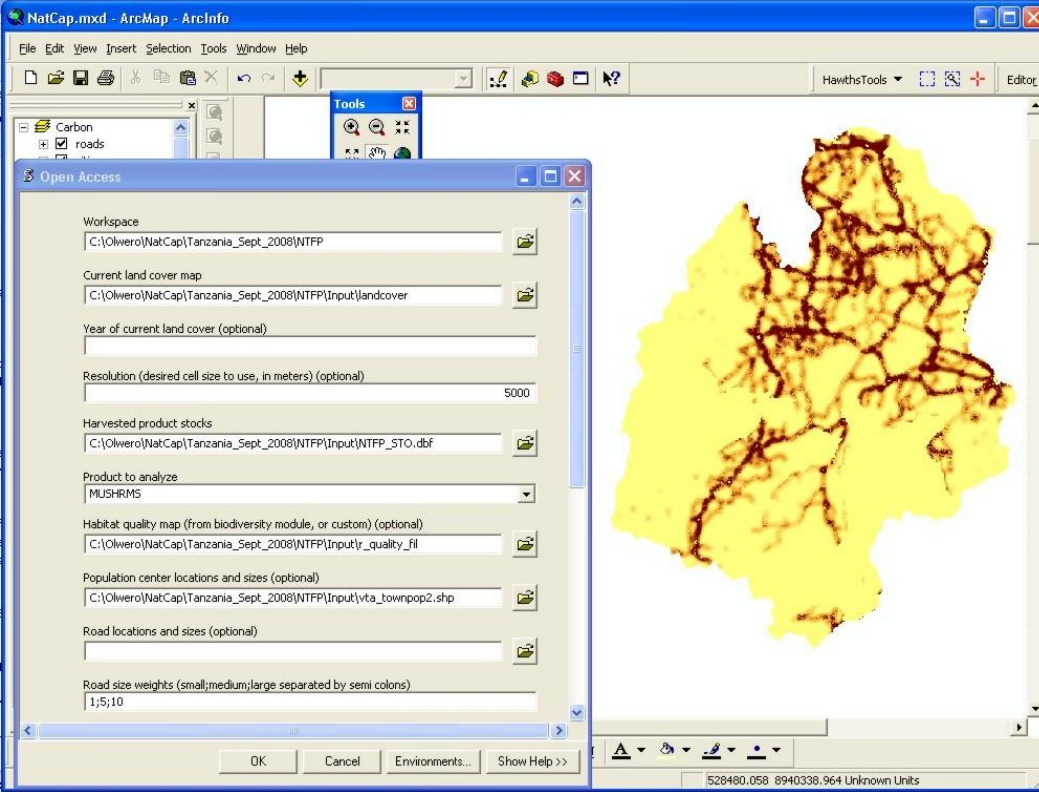 NatCap.mxd - ArcMap - ArcInfo
File Edit View Insert Selection Tools Window Help
HawthsTools
Editor
Tools
Carbon
roads
Open Access
Workspace
C:\Olwero\NatCap\Tanzania_Sept_2008\NTFP
Current land cover map
C:\Olwero\NatCap\Tanzania_Sept_2008\NTFP\Input\landcover
Year of current land cover (optional)
Resolution (desired cell size to use, in meters) (optional)
5000
Harvested product stocks
C:\Olwero\NatCap\Tanzania_Sept_2008\NTFP\Input\NTFP_STO.dbf
Product to analyze
MUSHRMS
Habitat quality map (from biodiversity module, or custom) (optional)
C:\Olwero\NatCap\Tanzania_Sept_2008\NTFP\Input\r_quality_fil
Population center locations and sizes (optional)
C:\Olwero\NatCap\Tanzania_Sept_2008\NTFP\Input\vta_townpop2.shp
Road locations and sizes (optional)
Road size weights (small;medium;large separated by semi colons)
1;5;10
OK Cancel Environments... Show Help >>
A
528480.058 8940338.964 Unknown Units